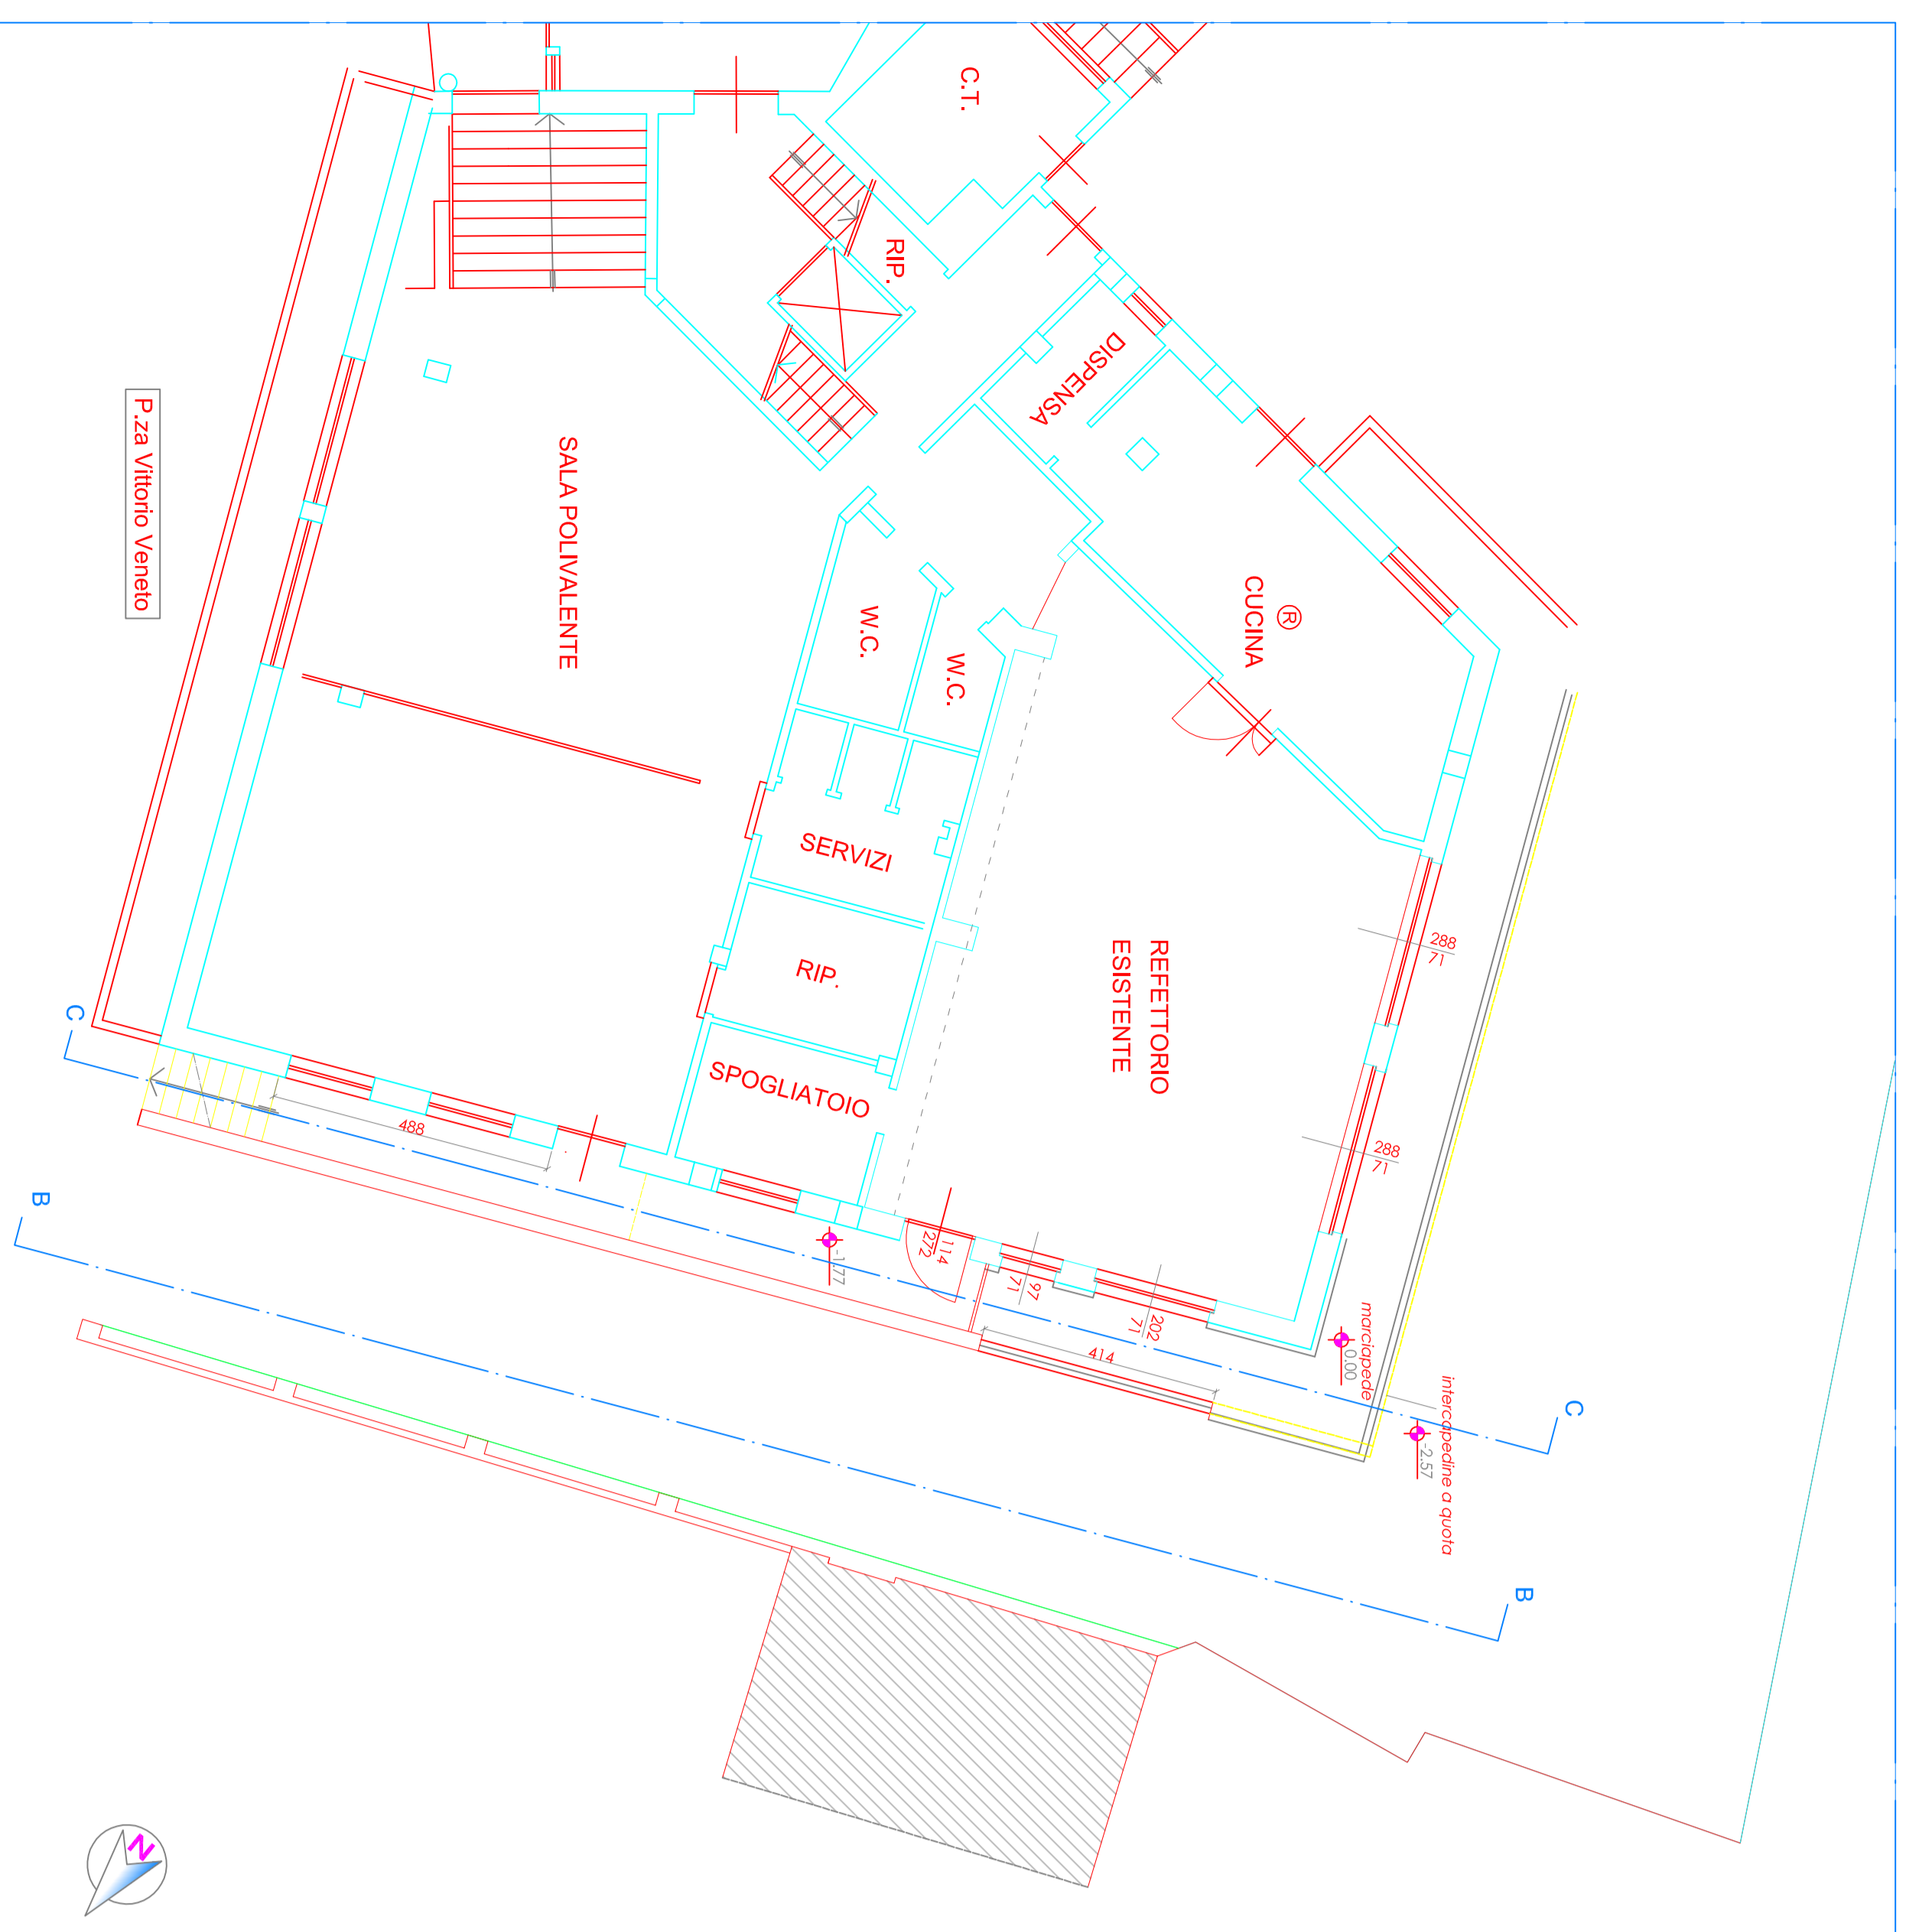 C.T.
RIP.
DISPENSA
P.za Vittorio Veneto
SALA POLIVALENTE
W.C.
W.C.
®
CUCINA
SERVIZI
RIP.
SPOGLIATOIO
REFETTORIO
ESISTENTE
288
71
288
71
C
488
B
114
272
-1.77
97
71
202
71
414
marciapede
0.00
intercapedine a quota
-2.57
C
B
N